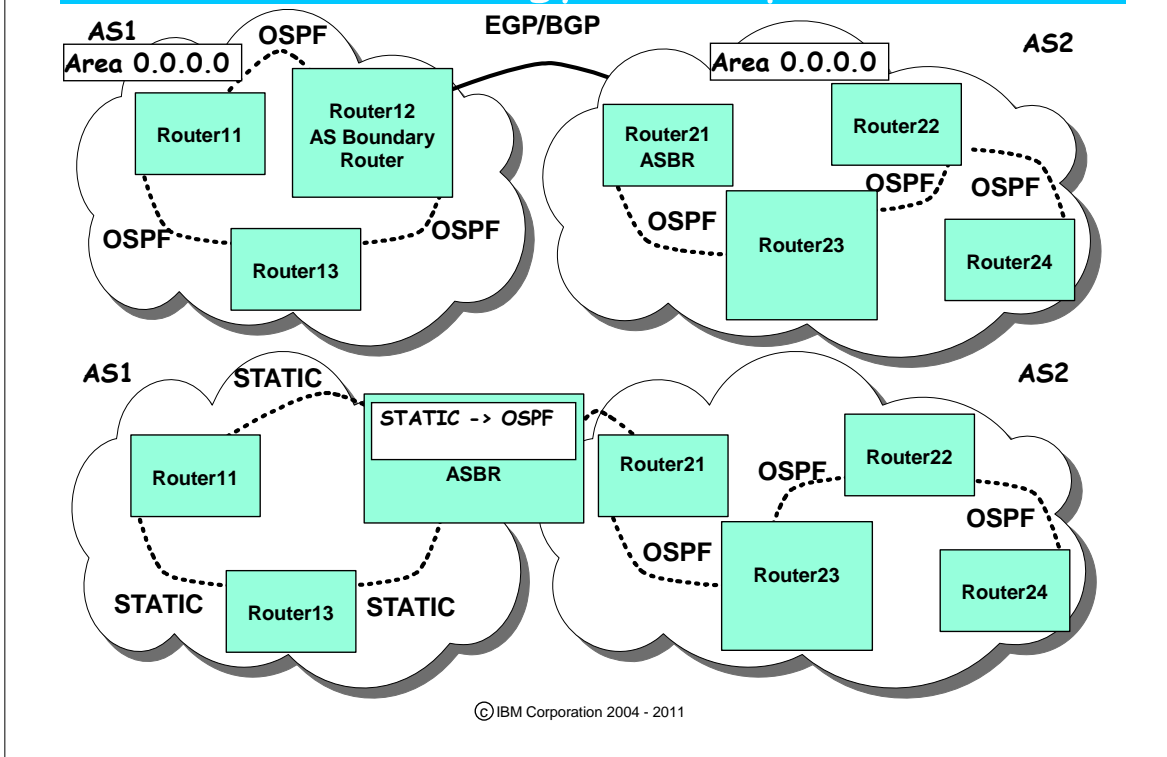 AS1
OSPF
EGP/BGP
AS2
Area 0.0.0.0
Area 0.0.0.0
Router11
Router12
AS Boundary
Router
Router21
ASBR
Router22
OSPF
OSPF
OSPF
OSPF
OSPF
Router13
Router23
Router24
AS1
STATIC
AS2
STATIC -> OSPF
ASBR
Router11
Router21
Router22
OSPF
OSPF
OSPF
STATIC
STATIC
Router13
Router23
Router24
© IBM Corporation 2004 - 2011